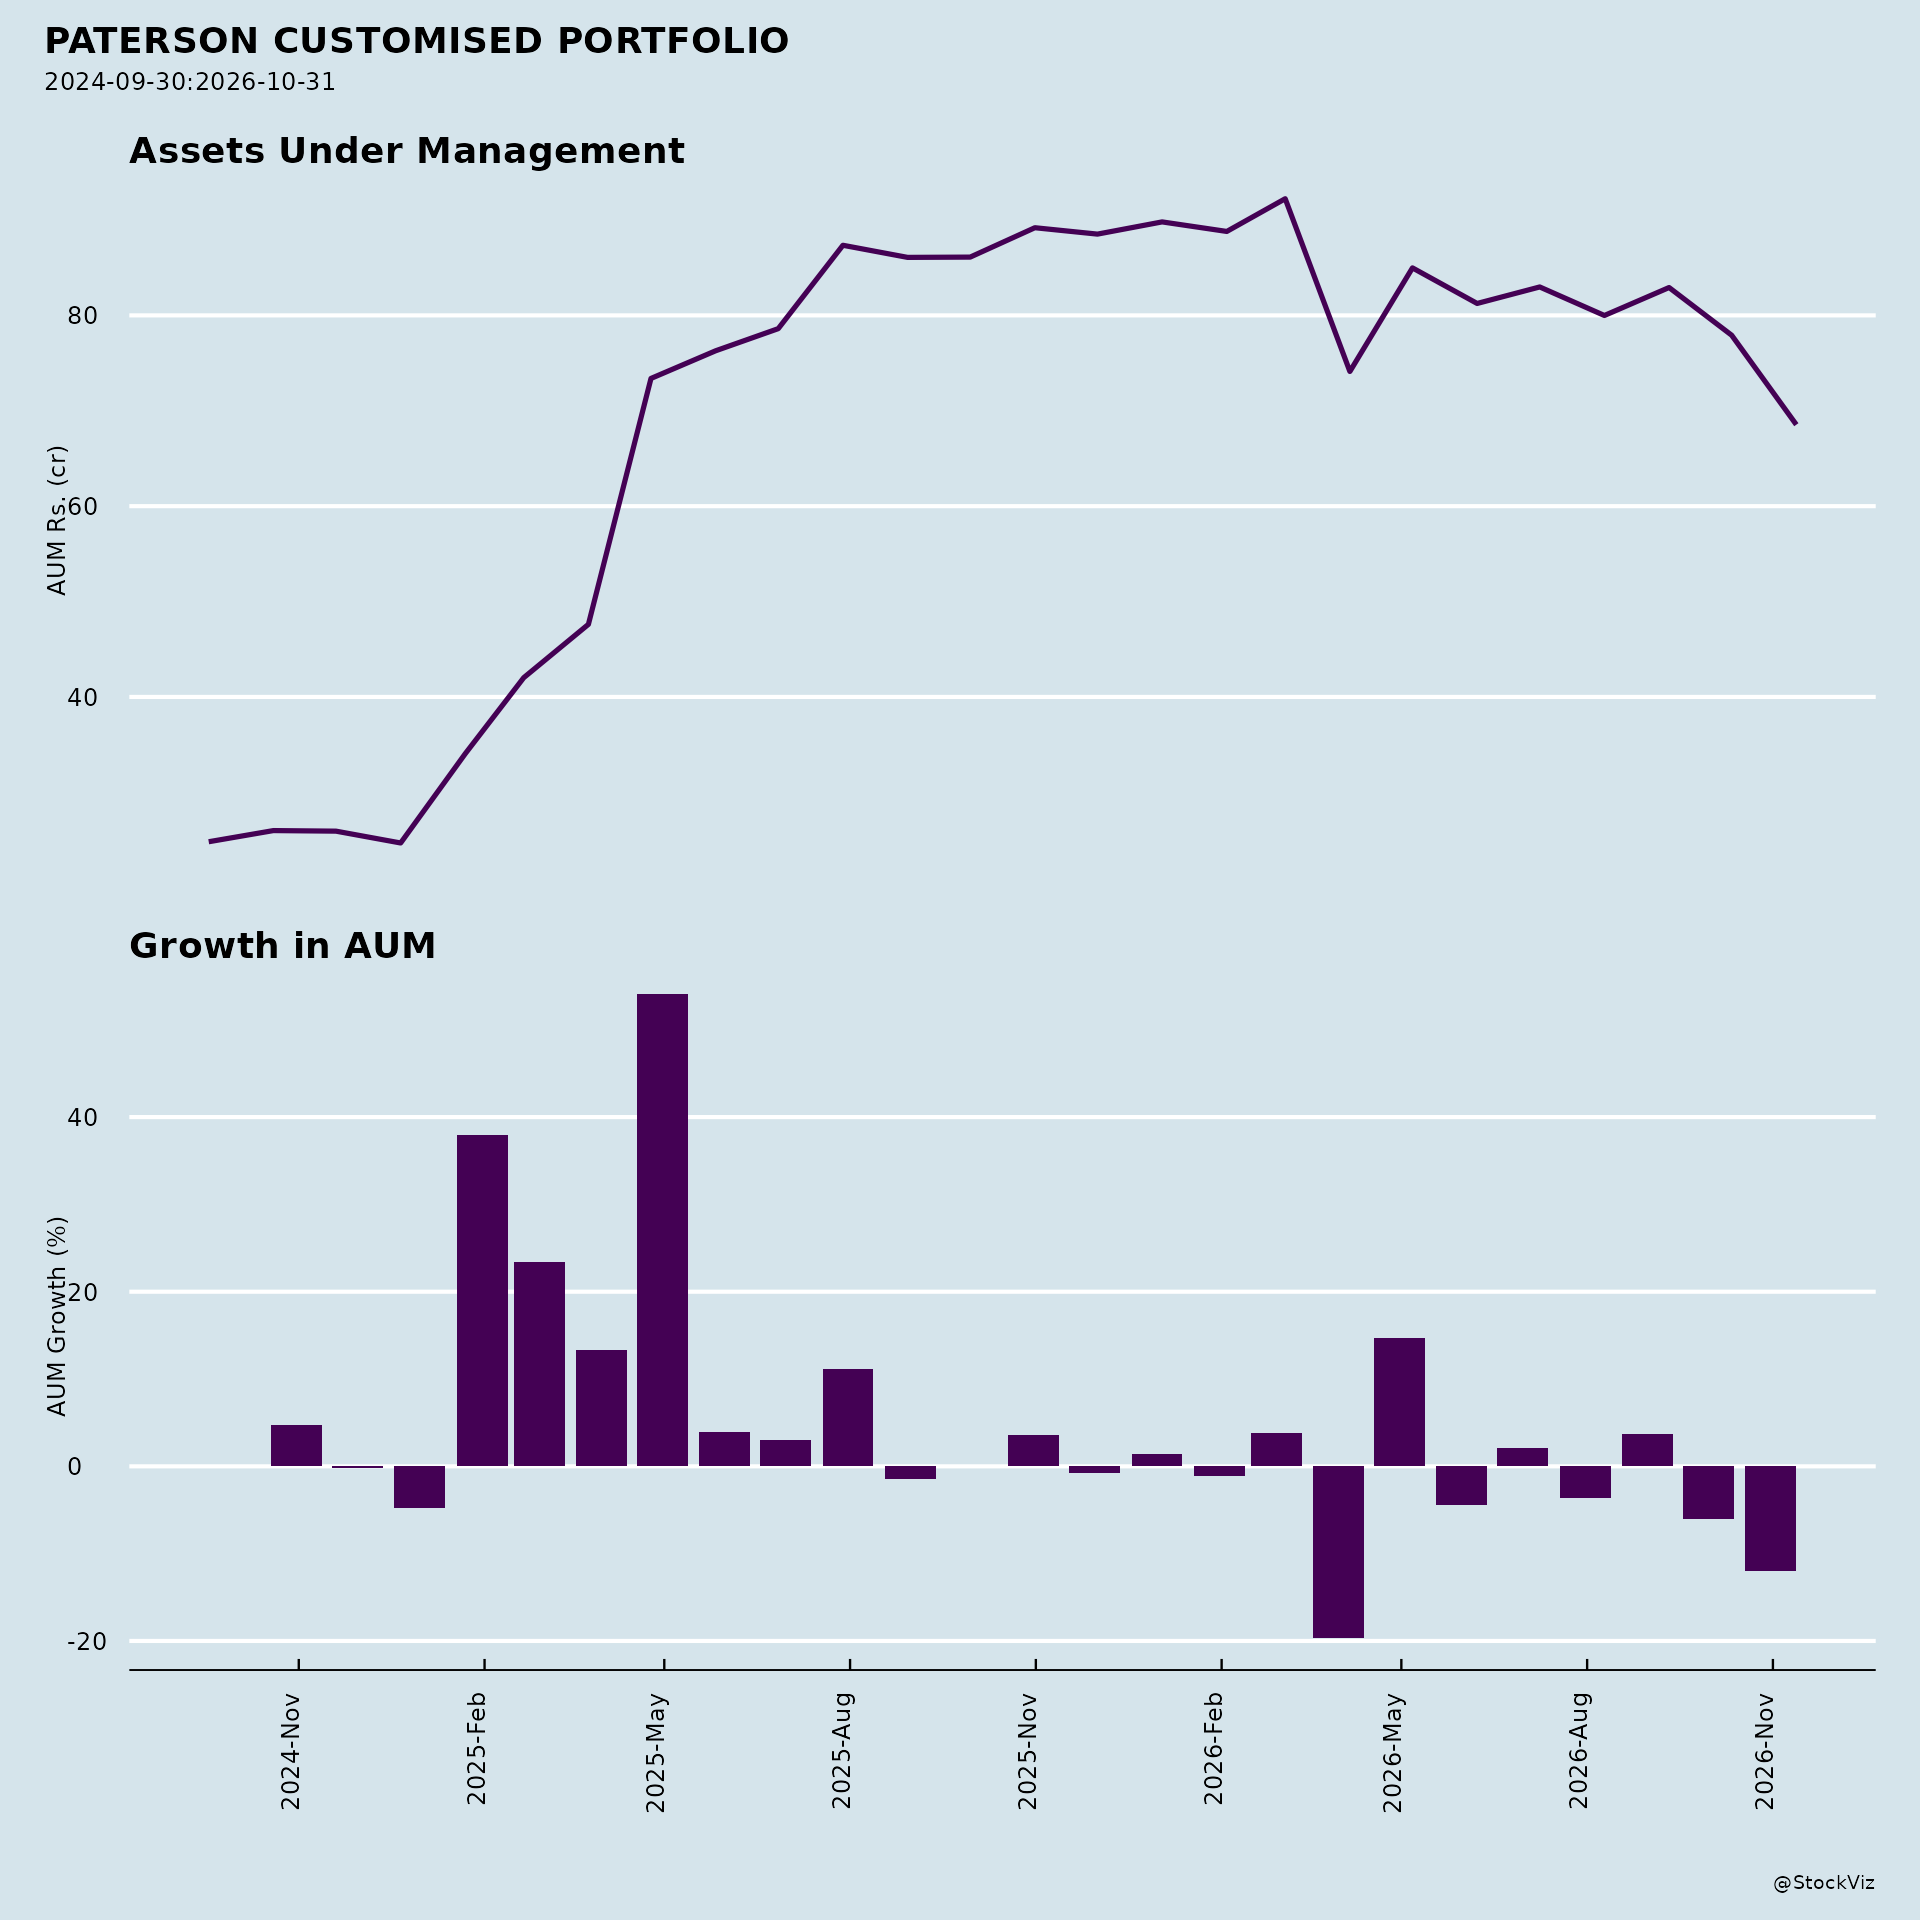 PATERSON CUSTOMISED PORTFOLIO
2024-09-30:2026-10-31
Assets Under Management
AUM Rs. (cr)
80
60
40
Growth in AUM
AUM Growth (%)
40
20
0
-20
2024-Nov
2025-Feb
2025-May
2025-Aug
2025-Nov
2026-Feb
2026-May
2026-Aug
2026-Nov
@StockViz